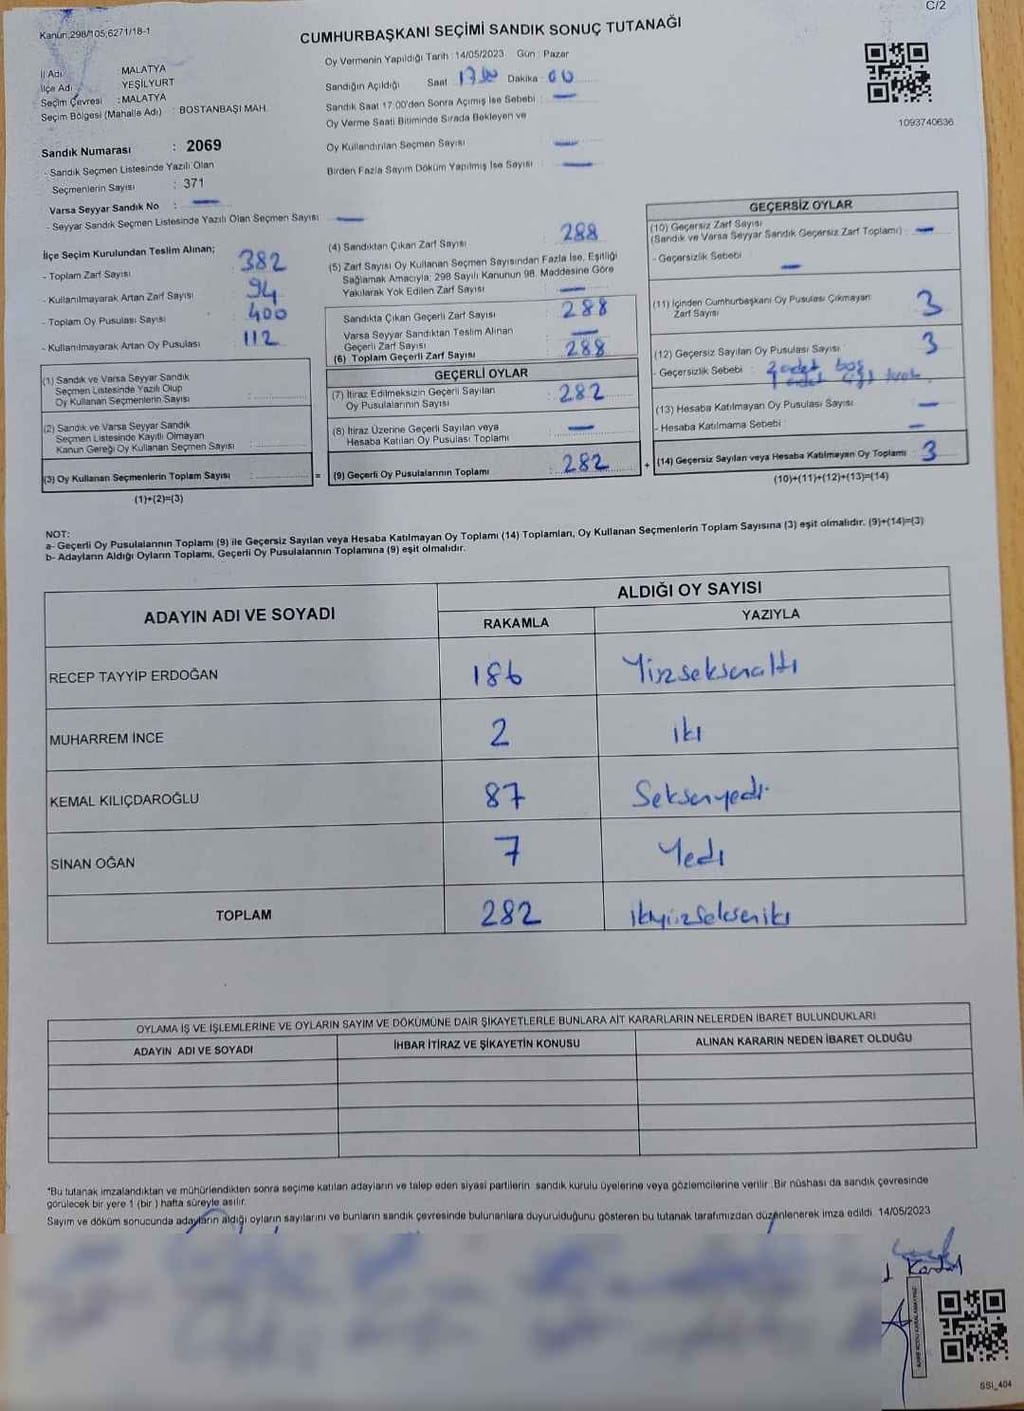 C/2
Kanun:298/105,6271/18-1
CUMHURBAŞKANI SEÇİMİ SANDIK SONUÇ TUTANAĞI
İl Adı : MALATYA
İlçe Adı : YEŞİLYURT
Seçim Çevresi : MALATYA
Seçim Bölgesi (Mahalle Adı) : BOSTANBAŞI MAH.
Sandık Numarası : 2069
- Sandık Seçmen Listesinde Yazılı Olan
Seçmenlerin Sayısı : 371
Varsa Seyyar Sandık No : —
- Seyyar Sandık Seçmen Listesinde Yazılı Olan Seçmen Sayısı : —
Oy Vermenin Yapıldığı Tarih : 14/05/2023 Gün : Pazar
Sandığın Açıldığı Saat : 17 00 Dakika : 00
Sandık Saat 17.00'den Sonra Açılmış İse Sebebi : —
Oy Verme Saati Bitiminde Sırada Bekleyen ve
Oy Kullandırılan Seçmen Sayısı : —
Birden Fazla Sayım Döküm Yapılmış İse Sayısı : —
1093740636
İlçe Seçim Kurulundan Teslim Alınan;
- Toplam Zarf Sayısı : 382
- Kullanılmayarak Artan Zarf Sayısı : 94
- Toplam Oy Pusulası Sayısı : 400
- Kullanılmayarak Artan Oy Pusulası : 112
(1) Sandık ve Varsa Seyyar Sandık
Seçmen Listesinde Yazılı Olup
Oy Kullanan Seçmenlerin Sayısı :
(2) Sandık ve Varsa Seyyar Sandık
Seçmen Listesinde Kayıtlı Olmayan
Kanun Gereği Oy Kullanan Seçmen Sayısı :
(3) Oy Kullanan Seçmenlerin Toplam Sayısı : =
(1)+(2)=(3)
(4) Sandıktan Çıkan Zarf Sayısı : 288
(5) Zarf Sayısı Oy Kullanan Seçmen Sayısından Fazla İse, Eşitliği
Sağlamak Amacıyla; 298 Sayılı Kanunun 98. Maddesine Göre
Yakılarak Yok Edilen Zarf Sayısı : —
Sandıkta Çıkan Geçerli Zarf Sayısı : 288
Varsa Seyyar Sandıktan Teslim Alınan
Geçerli Zarf Sayısı : —
(6) Toplam Geçerli Zarf Sayısı : 288
GEÇERLİ OYLAR
(7) İtiraz Edilmeksizin Geçerli Sayılan
Oy Pusulalarının Sayısı : 282
(8) İtiraz Üzerine Geçerli Sayılan veya
Hesaba Katılan Oy Pusulası Toplamı : —
(9) Geçerli Oy Pusulalarının Toplamı : 282 +
GEÇERSİZ OYLAR
(10) Geçersiz Zarf Sayısı
(Sandık ve Varsa Seyyar Sandık Geçersiz Zarf Toplamı) : —
- Geçersizlik Sebebi : —
(11) İçinden Cumhurbaşkanı Oy Pusulası Çıkmayan
Zarf Sayısı : 3
(12) Geçersiz Sayılan Oy Pusulası Sayısı : 3
- Geçersizlik Sebebi : adet boş
adet
(13) Hesaba Katılmayan Oy Pusulası Sayısı : —
- Hesaba Katılmama Sebebi : —
(14) Geçersiz Sayılan veya Hesaba Katılmayan Oy Toplamı : 3
(10)+(11)+(12)+(13)=(14)
NOT:
a- Geçerli Oy Pusulalarının Toplamı (9) ile Geçersiz Sayılan veya Hesaba Katılmayan Oy Toplamı (14) Toplamları, Oy Kullanan Seçmenlerin Toplam Sayısına (3) eşit olmalıdır. (9)+(14)=(3)
b- Adayların Aldığı Oyların Toplamı, Geçerli Oy Pusulalarının Toplamına (9) eşit olmalıdır.
ADAYIN ADI VE SOYADI
ALDIĞI OY SAYISI
RAKAMLA YAZIYLA
RECEP TAYYİP ERDOĞAN 186 Yüzseksenaltı
MUHARREM İNCE 2 iki
KEMAL KILIÇDAROĞLU 87 Seksenyedi
SİNAN OĞAN 7 Yedi
TOPLAM 282 ikiyüzSekseniki
OYLAMA İŞ VE İŞLEMLERİNE VE OYLARIN SAYIM VE DÖKÜMÜNE DAİR ŞİKAYETLERLE BUNLARA AİT KARARLARIN NELERDEN İBARET BULUNDUKLARI
ADAYIN ADI VE SOYADI İHBAR İTİRAZ VE ŞİKAYETİN KONUSU ALINAN KARARIN NEDEN İBARET OLDUĞU
*Bu tutanak imzalandıktan ve mühürlendikten sonra seçime katılan adayların ve talep eden siyasi partilerin sandık kurulu üyelerine veya gözlemcilerine verilir. Bir nüshası da sandık çevresinde
görülecek bir yere 1 (bir ) hafta süreyle asılır.
Sayım ve döküm sonucunda adayların aldığı oyların sayılarını ve bunların sandık çevresinde bulunanlara duyurulduğunu gösteren bu tutanak tarafımızdan düzenlenerek imza edildi. 14/05/2023
SSI_404